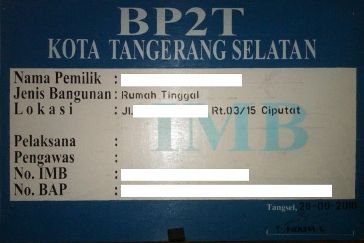 BP2T
KOTA TANGERANG SELATAN
Nama Pemilik :
Jenis Bangunan : Rumah Tinggal
Lokasi : Jl. Rt.03/15 Ciputat
IMB
Pelaksana :
Pengawas :
No. IMB :
No. BAP :
Tangsel,